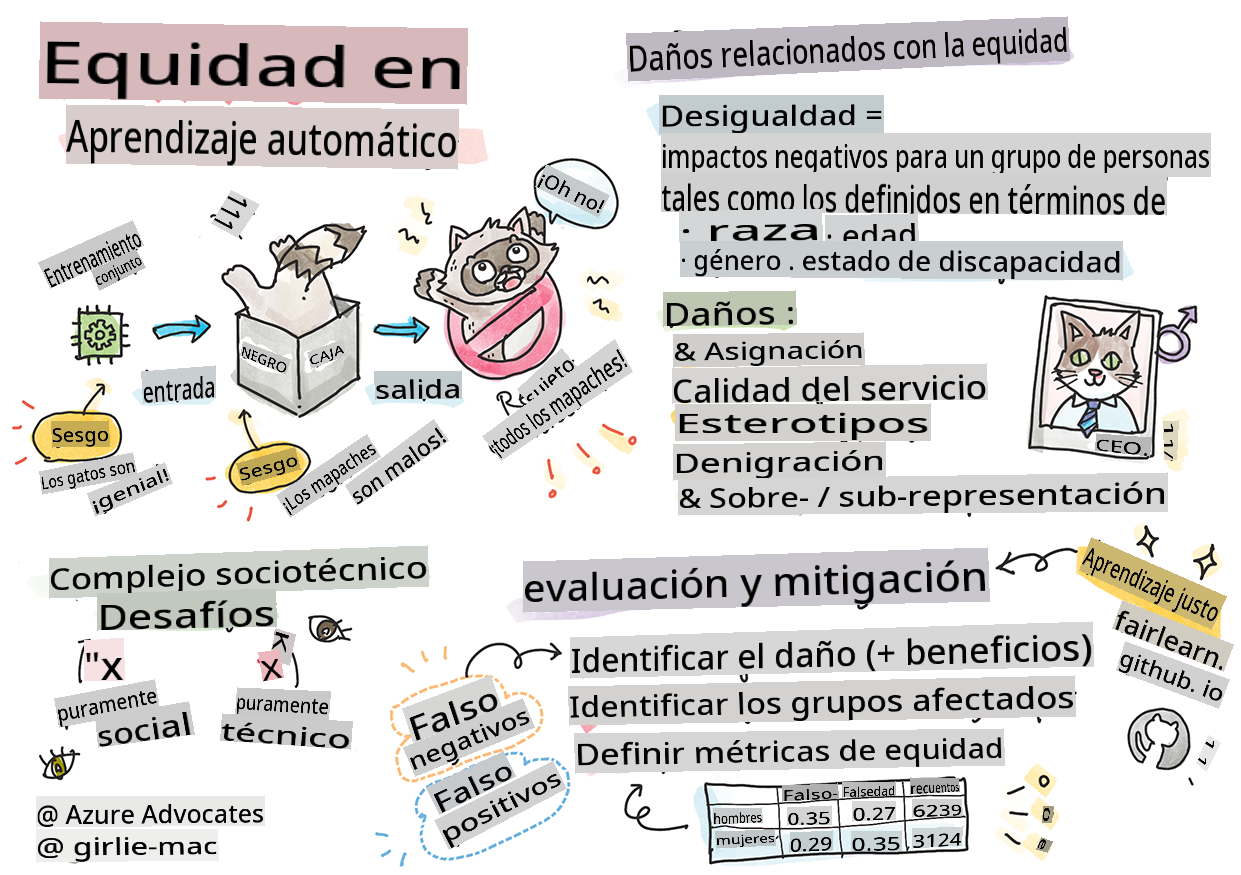 Equidad en
Aprendizaje automático
¡Oh no!
Entrenamiento
conjunto
NEGRO
CAJA
entrada
salida
¡todos los mapaches!
Sesgo
Los gatos son
¡genial!
Sesgo
¡Los mapaches
son malos!
Daños relacionados con la equidad
Desigualdad =
impactos negativos para un grupo de personas
tales como los definidos en términos de
· raza · edad
· género . estado de discapacidad
Daños :
& Asignación
Calidad del servicio
Esterotipos
Denigración
& Sobre- / sub-representación
CEO.
Complejo sociotécnico
Desafíos
"x
x
puramente
social
puramente
técnico
@ Azure Advocates
@ girlie-mac
evaluación y mitigación
Aprendizaje justo
fairlearn.
github. io
Identificar el daño (+ beneficios)
Identificar los grupos afectados
Definir métricas de equidad
Falso
negativos
Falso
positivos
Falso- Falsedad recuentos
hombres 0.35 0.27 6239
mujeres 0.29 0.35 3124